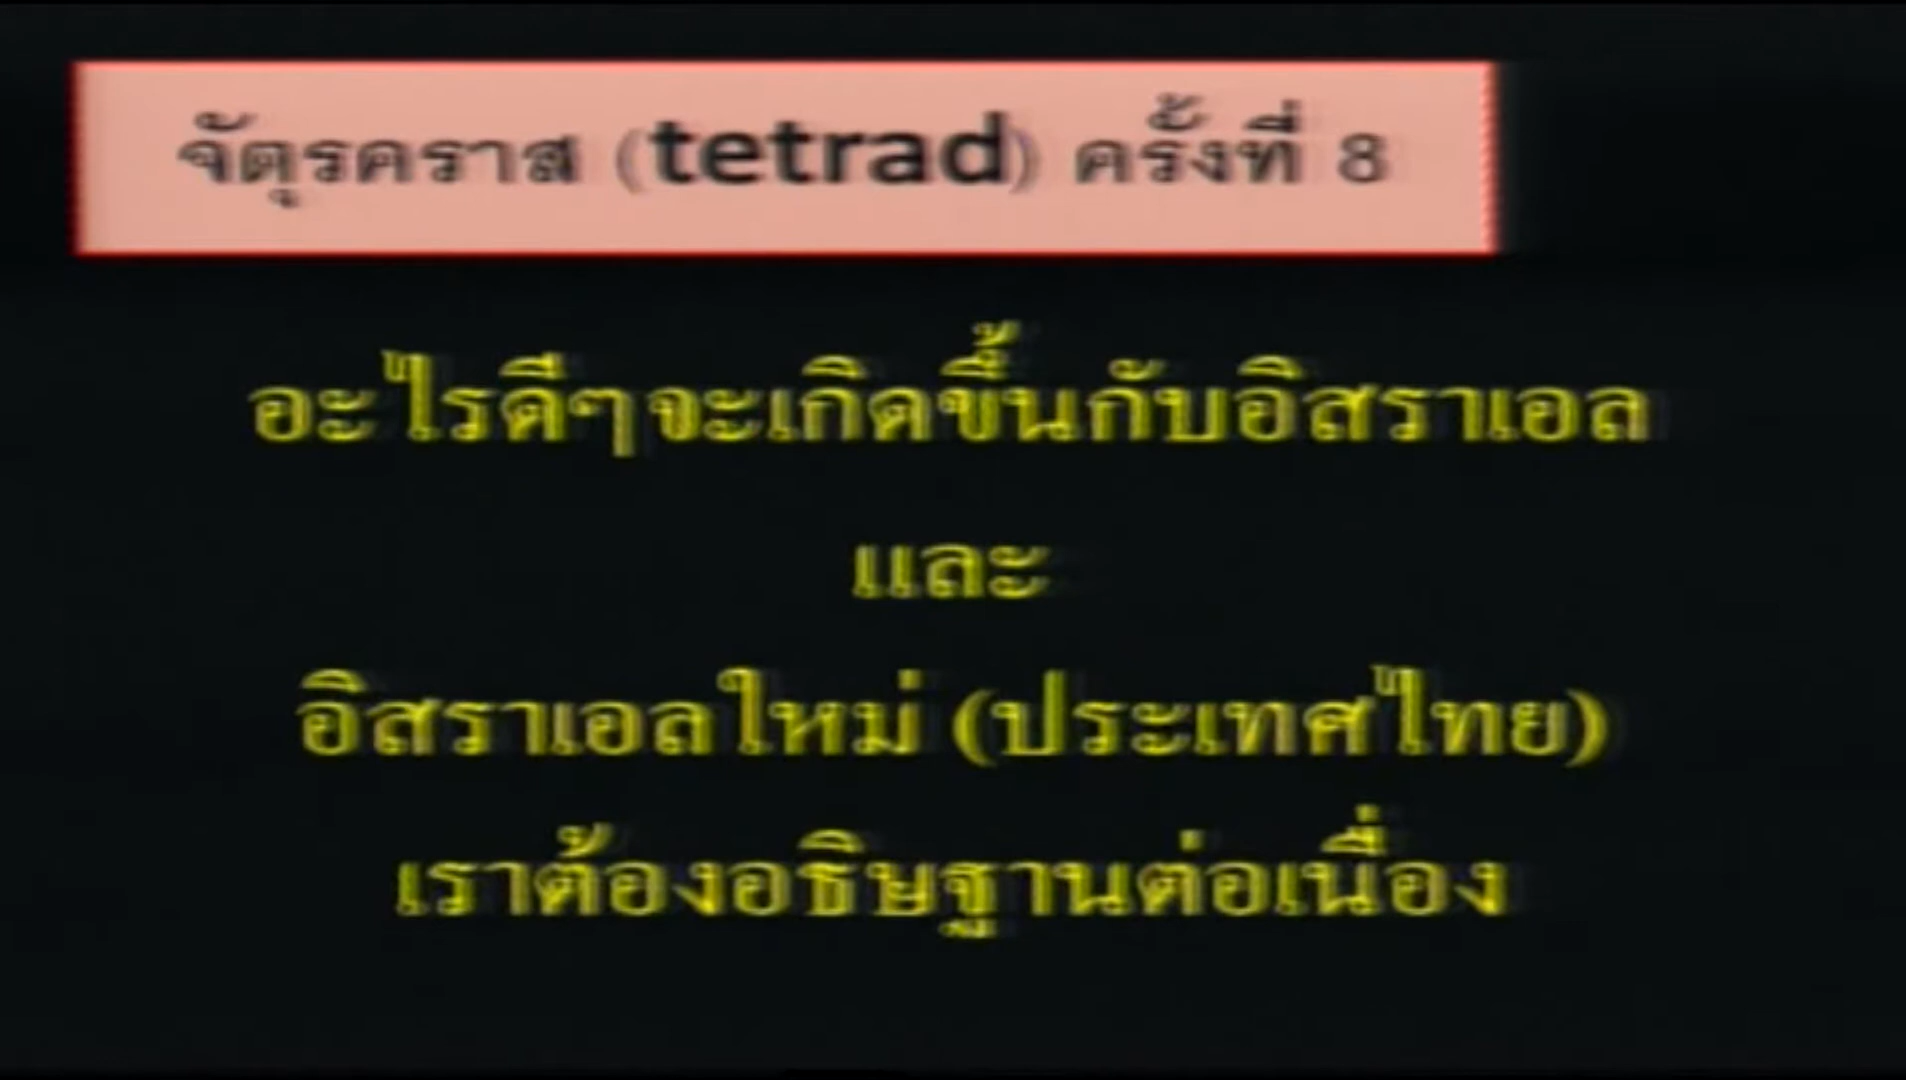 จัตุรคราส (tetrad) ครั้งที่ 8
อะไรดีๆจะเกิดขึ้นกับอิสราเอล
และ
อิสราเอลใหม่ (ประเทศไทย)
เราต้องอธิษฐานต่อเนื่อง